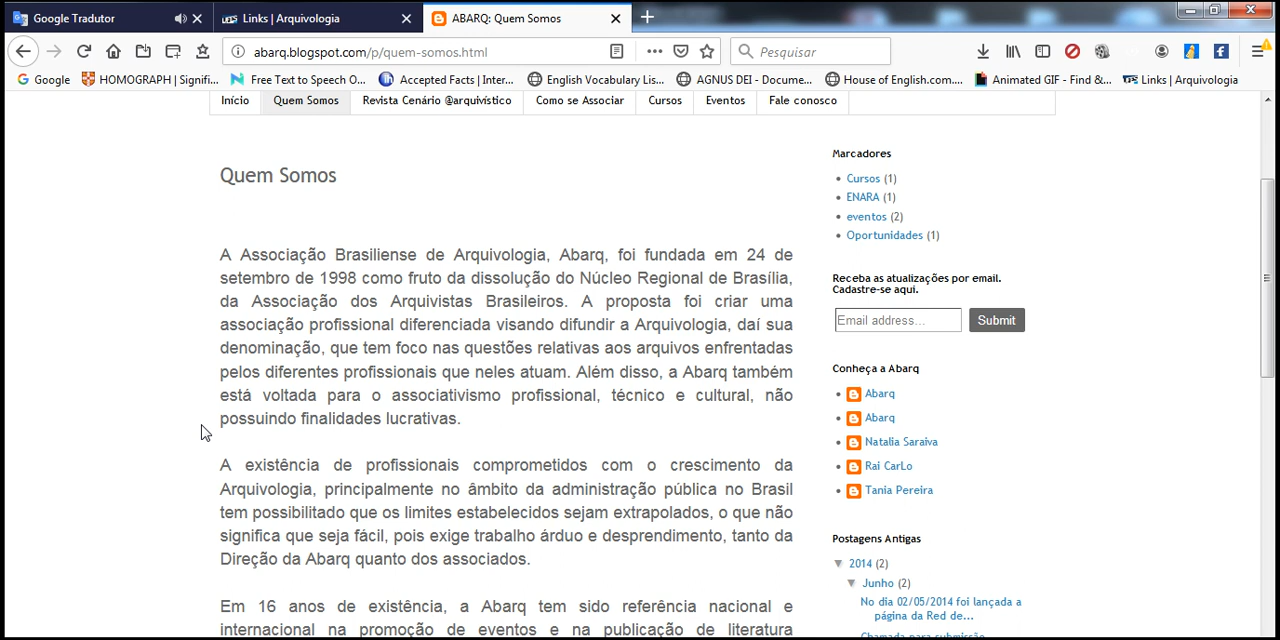 Google Tradutor
Links | Arquivologia
ABARQ: Quem Somos
abarq.blogspot.com/p/quem-somos.html
Pesquisar
Google
HOMOGRAPH | Signifi...
Free Text to Speech O...
Accepted Facts | Inter...
English Vocabulary Lis...
AGNUS DEI - Docume...
House of English.com....
Animated GIF - Find &...
Links | Arquivologia
Início
Quem Somos
Revista Cenário @arquivístico
Como se Associar
Cursos
Eventos
Fale conosco
Quem Somos
A Associação Brasiliense de Arquivologia, Abarq, foi fundada em 24 de
setembro de 1998 como fruto da dissolução do Núcleo Regional de Brasília,
da Associação dos Arquivistas Brasileiros. A proposta foi criar uma
associação profissional diferenciada visando difundir a Arquivologia, daí sua
denominação, que tem foco nas questões relativas aos arquivos enfrentadas
pelos diferentes profissionais que neles atuam. Além disso, a Abarq também
está voltada para o associativismo profissional, técnico e cultural, não
possuindo finalidades lucrativas.
A existência de profissionais comprometidos com o crescimento da
Arquivologia, principalmente no âmbito da administração pública no Brasil
tem possibilitado que os limites estabelecidos sejam extrapolados, o que não
significa que seja fácil, pois exige trabalho árduo e desprendimento, tanto da
Direção da Abarq quanto dos associados.
Em 16 anos de existência, a Abarq tem sido referência nacional e
internacional na promoção de eventos e na publicação de literatura
Marcadores
Cursos (1)
ENARA (1)
eventos (2)
Oportunidades (1)
Receba as atualizações por email.
Cadastre-se aqui.
Email address...
Submit
Conheça a Abarq
Abarq
Abarq
Natalia Saraiva
Rai CarLo
Tania Pereira
Postagens Antigas
2014 (2)
Junho (2)
No dia 02/05/2014 foi lançada a
página da Red de...
Chamada para submissão